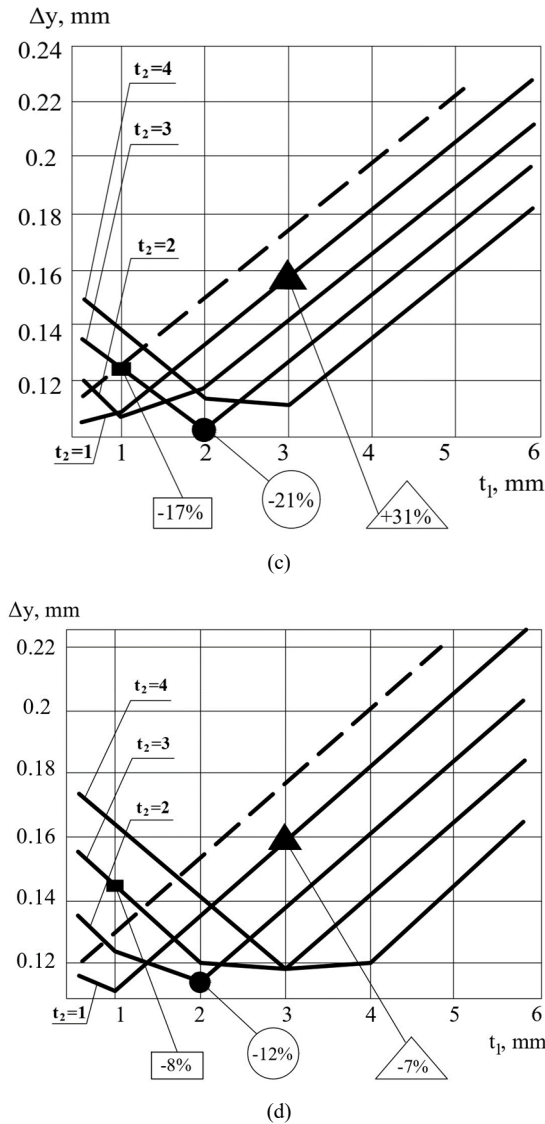 Δy, mm
0.24
t₂=4
0.22
t₂=3
0.2
0.18
t₂=2
0.16
0.14
0.12
t₂=1
1 2 3 4 5 6
t₁, mm
-17%
-21%
+31%
(c)
Δy, mm
0.22
t₂=4
0.2
t₂=3
0.18
t₂=2
0.16
0.14
0.12
t₂=1
1 2 3 4 5 6
t₁, mm
-8%
-12%
-7%
(d)